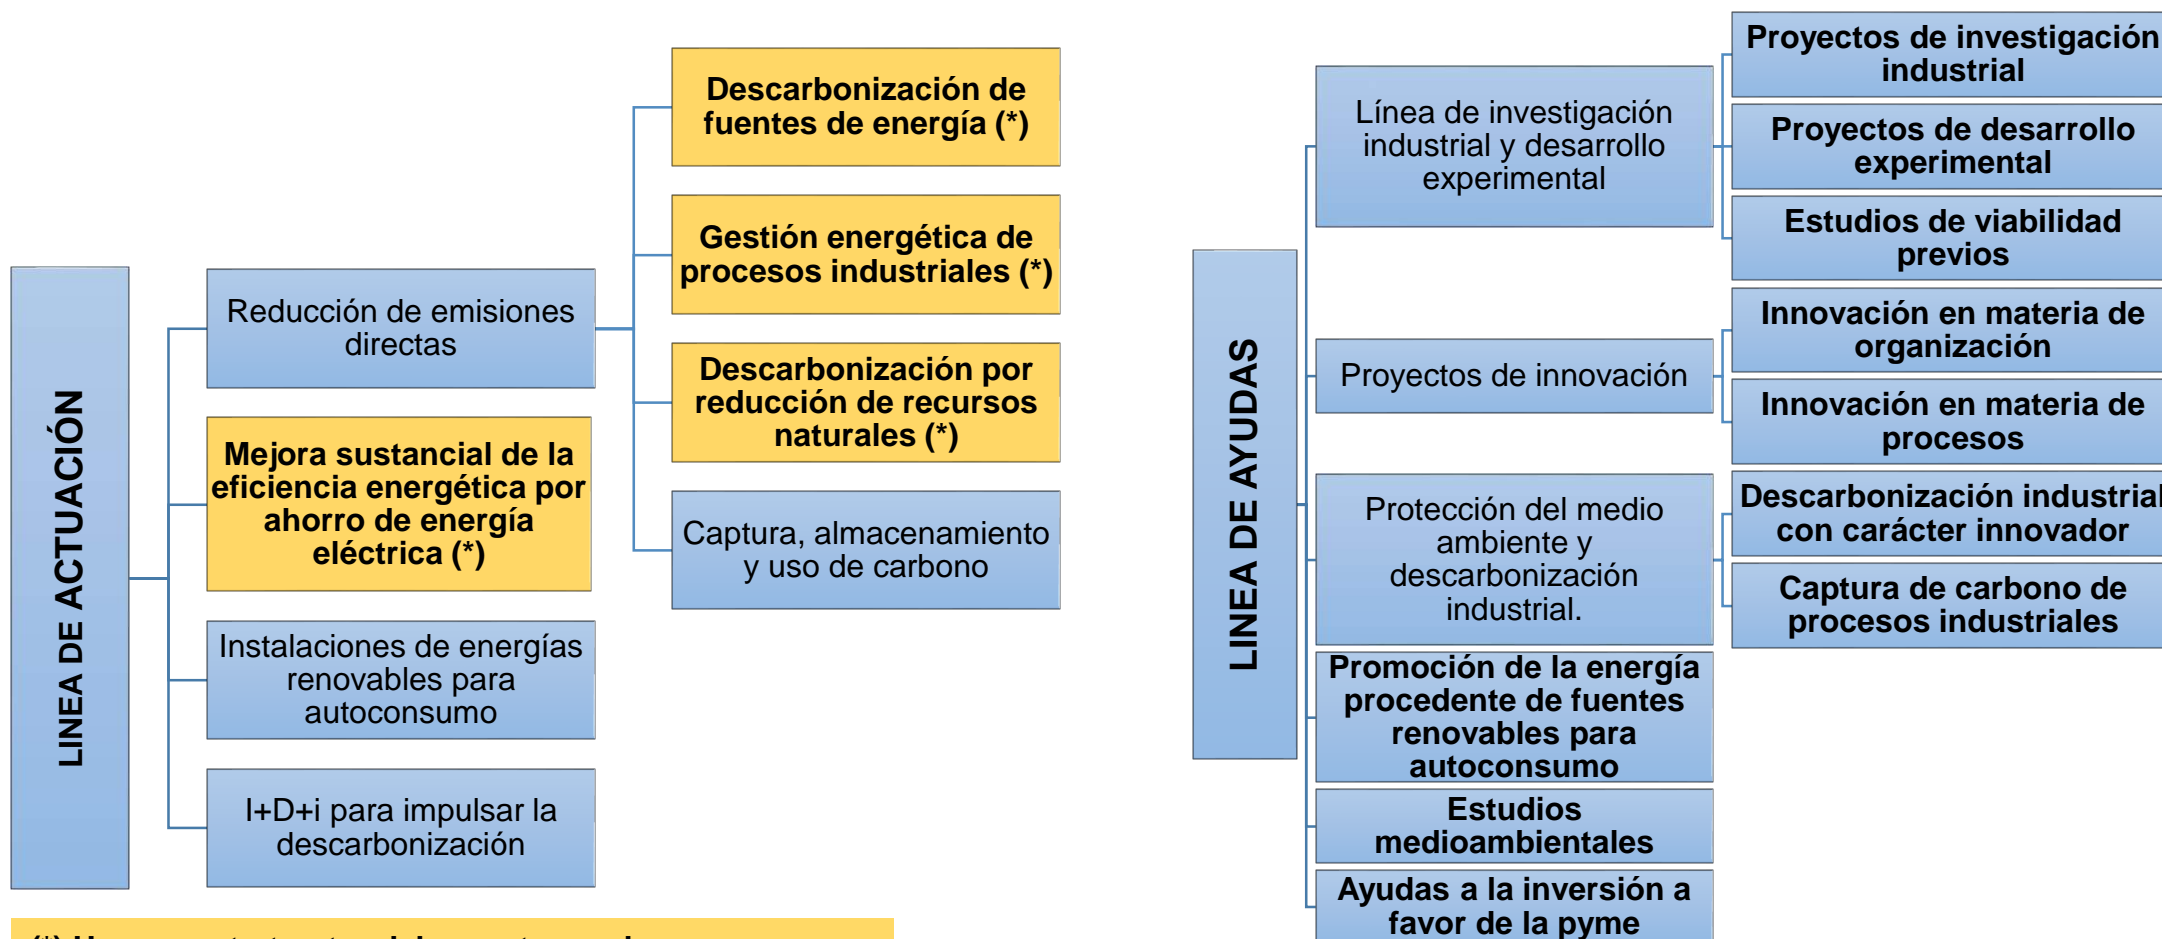 LINEA DE ACTUACIÓN
Reducción de emisiones
directas
Mejora sustancial de la
eficiencia energética por
ahorro de energía
eléctrica (*)
Instalaciones de energías
renovables para
autoconsumo
I+D+i para impulsar la
descarbonización
Descarbonización de
fuentes de energía (*)
Gestión energética de
procesos industriales (*)
Descarbonización por
reducción de recursos
naturales (*)
Captura, almacenamiento
y uso de carbono
LINEA DE AYUDAS
Línea de investigación
industrial y desarrollo
experimental
Proyectos de investigación
industrial
Proyectos de desarrollo
experimental
Estudios de viabilidad
previos
Proyectos de innovación
Innovación en materia de
organización
Innovación en materia de
procesos
Protección del medio
ambiente y
descarbonización
industrial.
Descarbonización industrial
con carácter innovador
Captura de carbono de
procesos industriales
Promoción de la energía
procedente de fuentes
renovables para
autoconsumo
Estudios
medioambientales
Ayudas a la inversión a
favor de la pyme